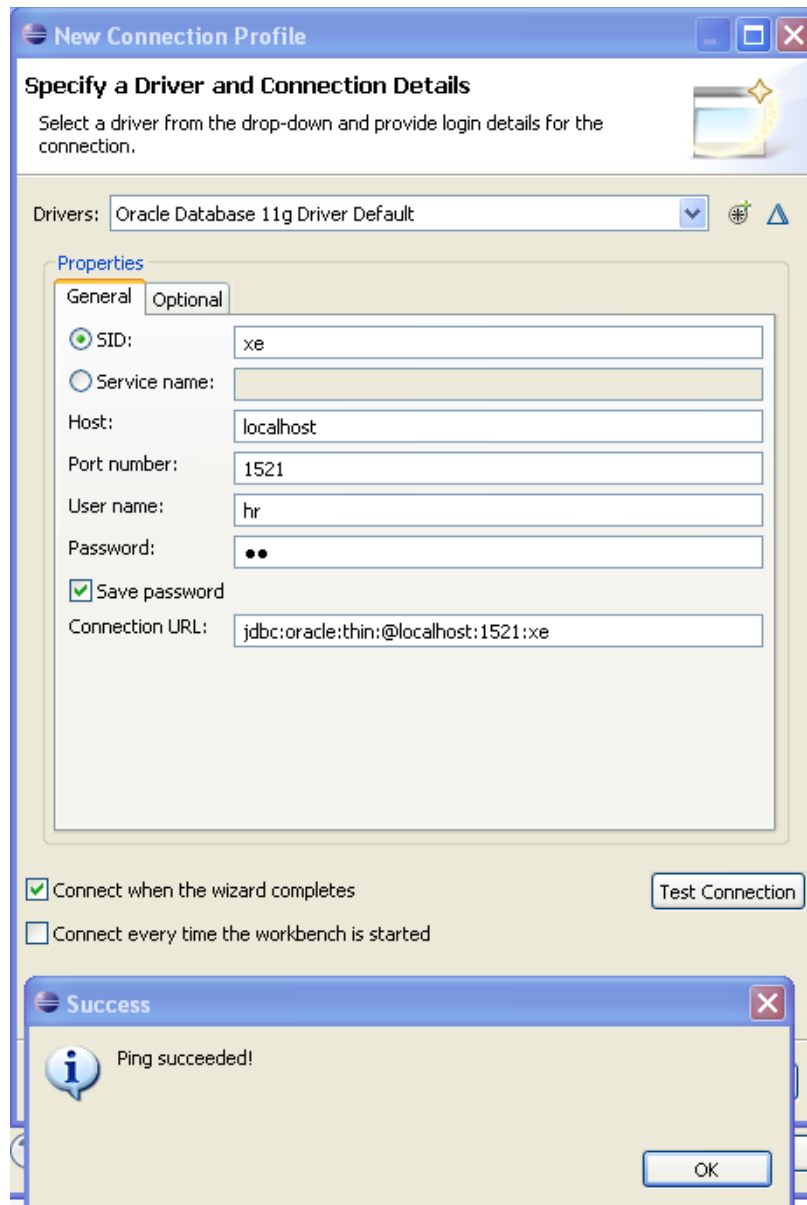 New Connection Profile
Specify a Driver and Connection Details
Select a driver from the drop-down and provide login details for the
connection.
Drivers: Oracle Database 11g Driver Default
Properties
General Optional
SID: xe
Service name:
Host: localhost
Port number: 1521
User name: hr
Password: ●●
Save password
Connection URL: jdbc:oracle:thin:@localhost:1521:xe
Connect when the wizard completes Test Connection
Connect every time the workbench is started
Success
Ping succeeded!
OK